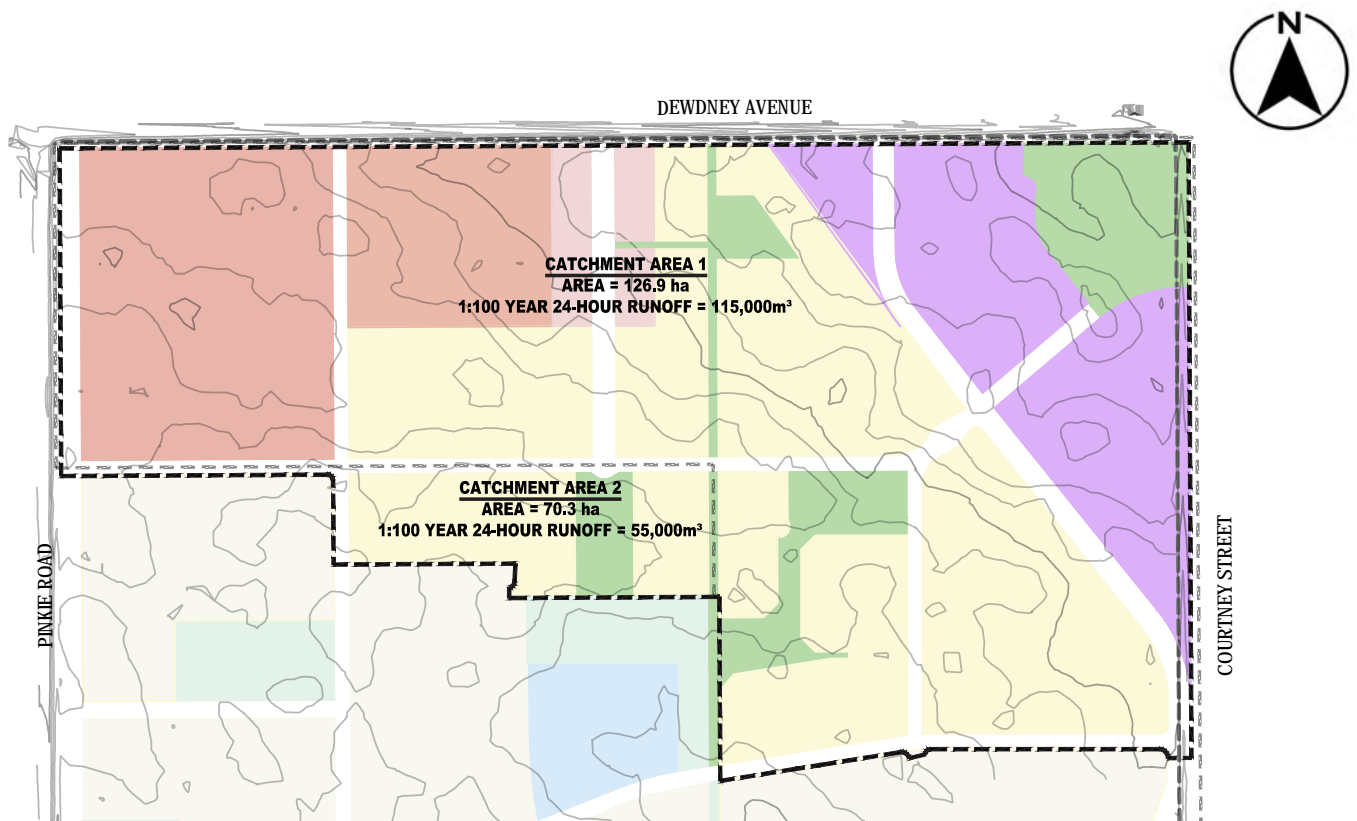 N
DEWDNEY AVENUE
CATCHMENT AREA 1
AREA = 126.9 ha
1:100 YEAR 24-HOUR RUNOFF = 115,000m³
CATCHMENT AREA 2
AREA = 70.3 ha
1:100 YEAR 24-HOUR RUNOFF = 55,000m³
PINKIE ROAD
COURTNEY STREET